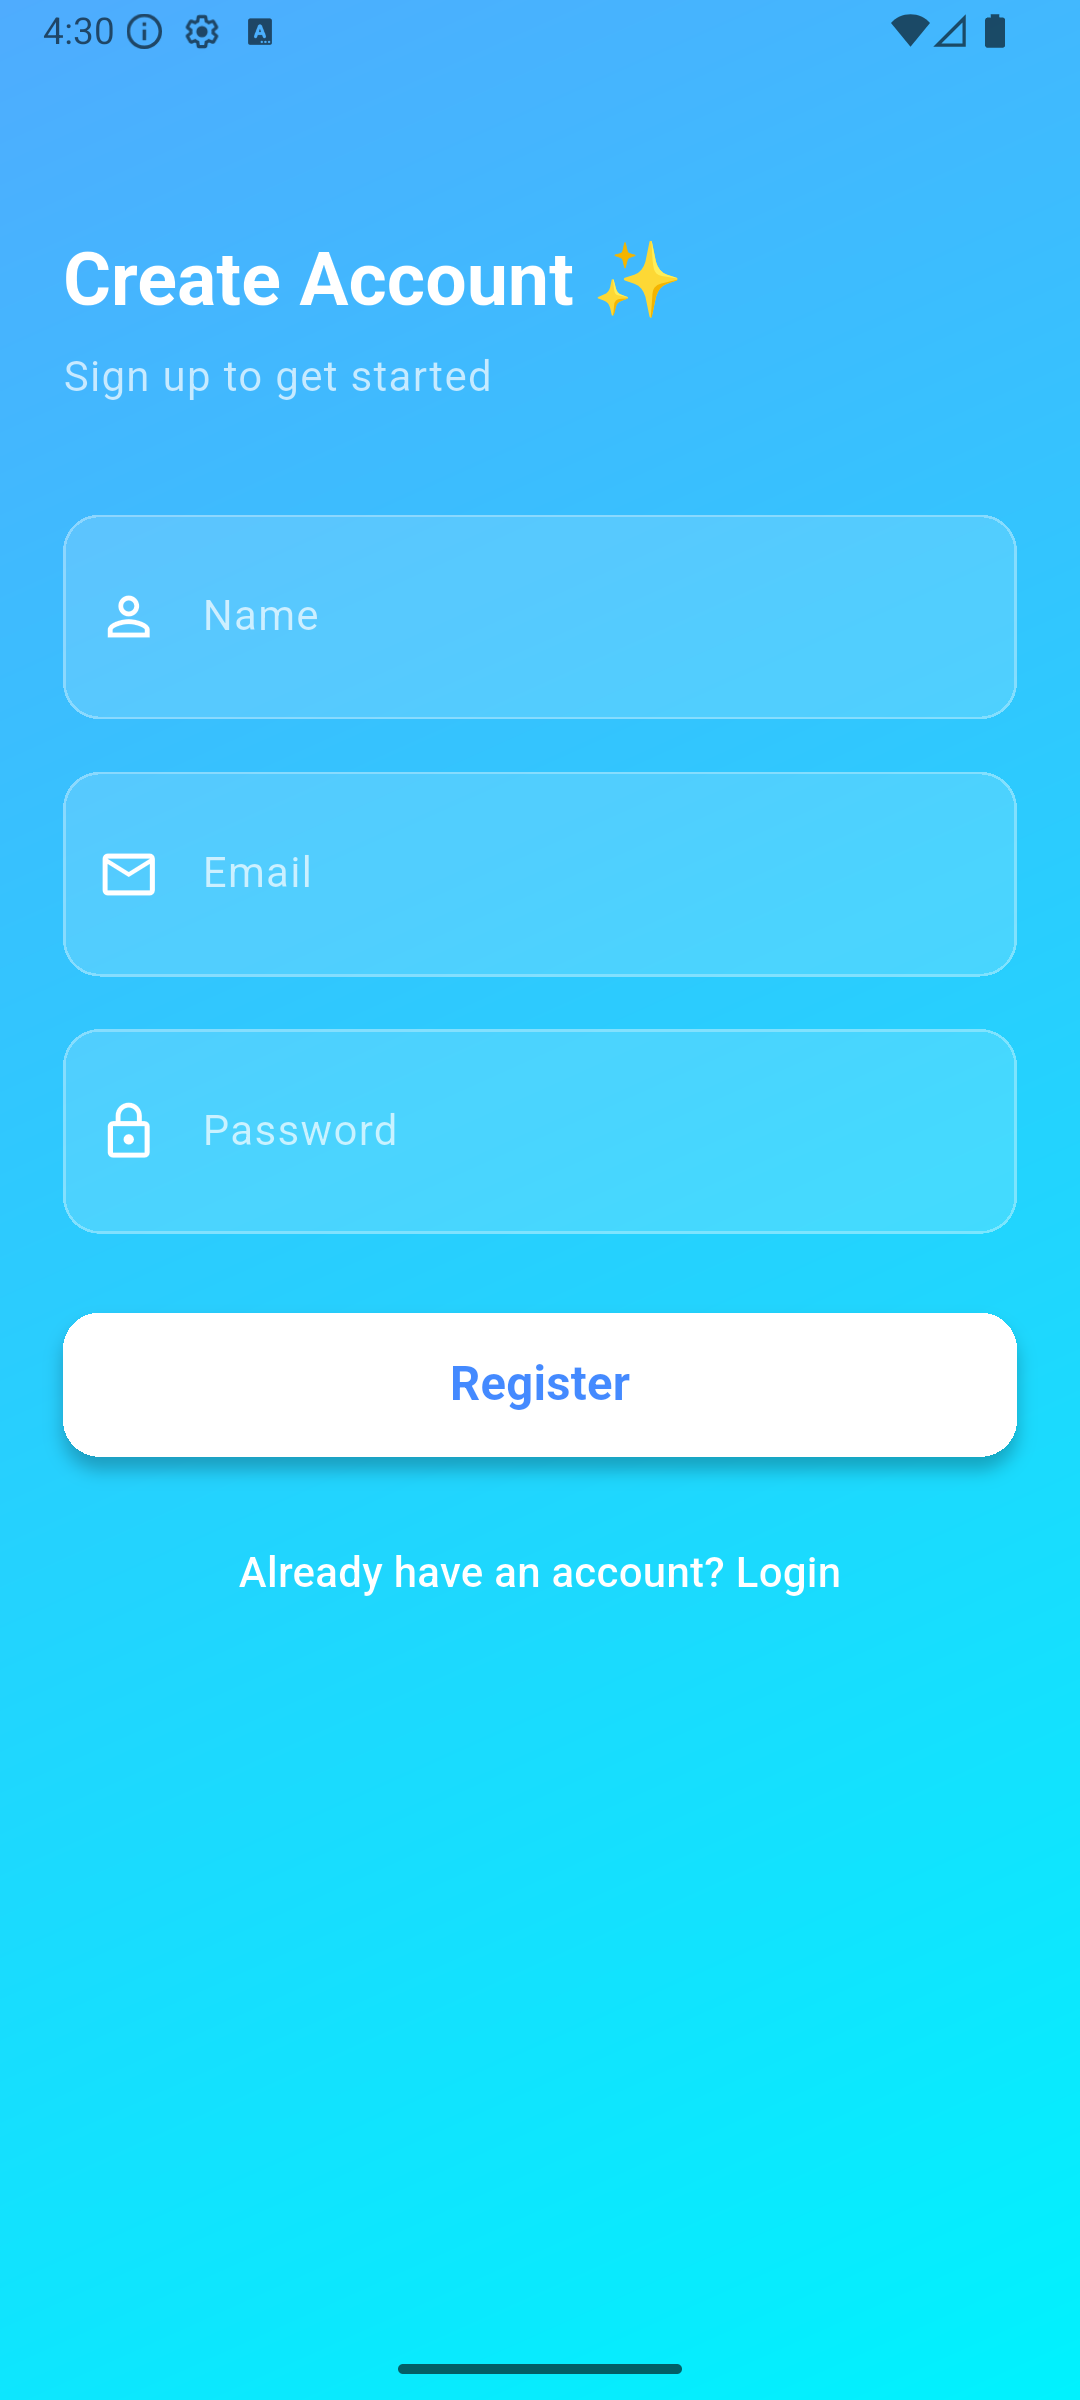 4:30
Create Account ✨
Sign up to get started
Name
Email
Password
Register
Already have an account? Login